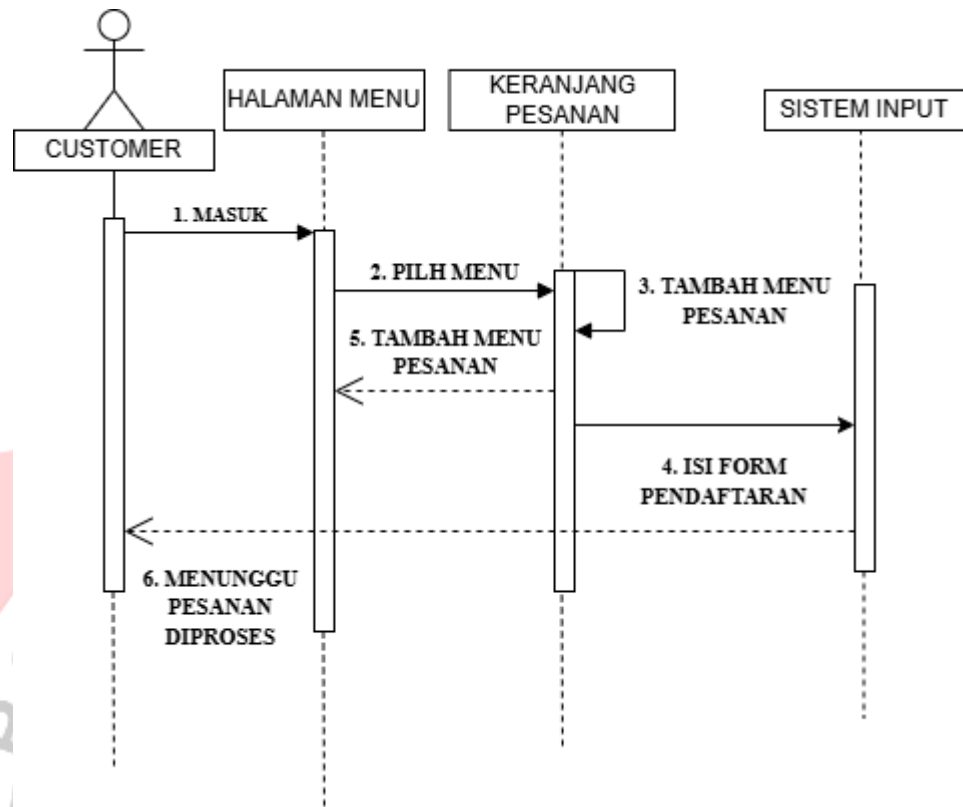 CUSTOMER
HALAMAN MENU
KERANJANG
PESANAN
SISTEM INPUT
1. MASUK
2. PILH MENU
3. TAMBAH MENU
PESANAN
5. TAMBAH MENU
PESANAN
4. ISI FORM
PENDAFTARAN
6. MENUNGGU
PESANAN
DIPROSES